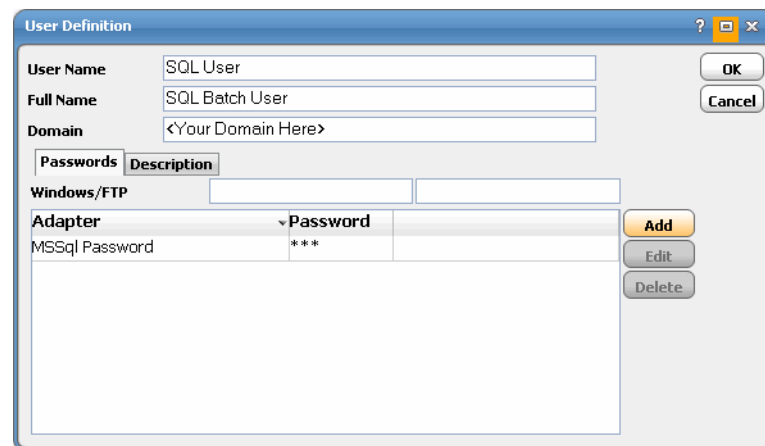 User Definition ?
User Name SQL User OK
Full Name SQL Batch User Cancel
Domain <Your Domain Here>
Passwords Description
Windows/FTP
Adapter Password Add
MSSql Password *** Edit
Delete